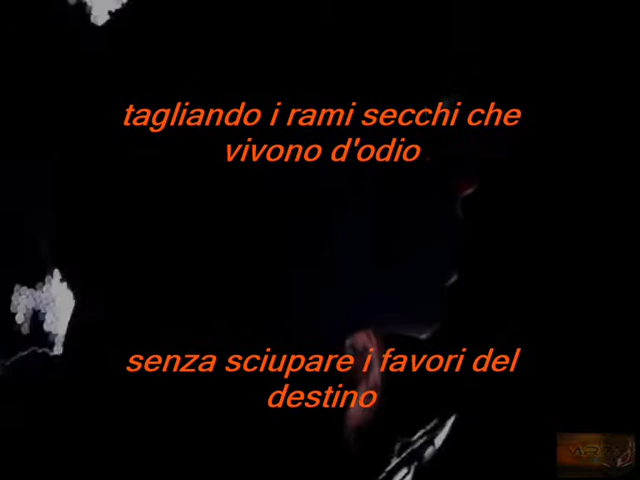 tagliando i rami secchi che
vivono d'odio
senza sciupare i favori del
destino